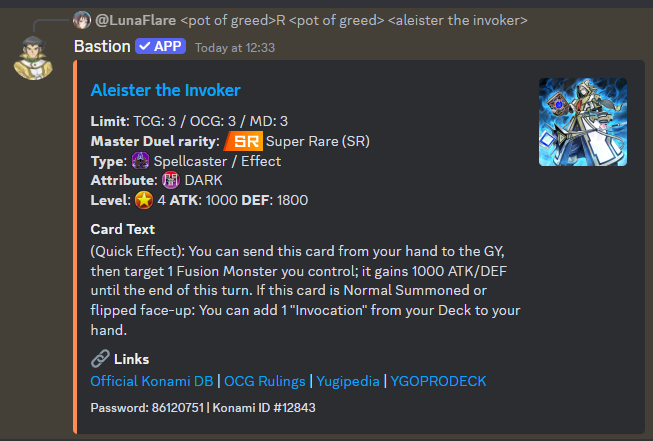 @LunaFlare <pot of greed>R <pot of greed> <aleister the invoker>
Bastion ✓ APP Today at 12:33
Aleister the Invoker
Limit: TCG: 3 / OCG: 3 / MD: 3
Master Duel rarity: SR Super Rare (SR)
Type: Spellcaster / Effect
Attribute: DARK
Level: 4 ATK: 1000 DEF: 1800
Card Text
(Quick Effect): You can send this card from your hand to the GY,
then target 1 Fusion Monster you control; it gains 1000 ATK/DEF
until the end of this turn. If this card is Normal Summoned or
flipped face-up: You can add 1 "Invocation" from your Deck to your
hand.
Links
Official Konami DB | OCG Rulings | Yugipedia | YGOPRODECK
Password: 86120751 | Konami ID #12843